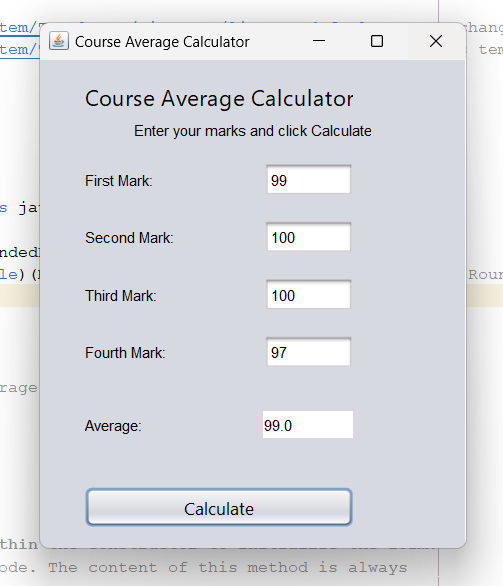 tem/
chang
Course Average Calculator
tem/
tem
Course Average Calculator
Enter your marks and click Calculate
First Mark: 99
s ja
Second Mark: 100
nded
le)(
Roun
Third Mark: 100
Fourth Mark: 97
rage
Average: 99.0
Calculate
ode. The content of this method is always